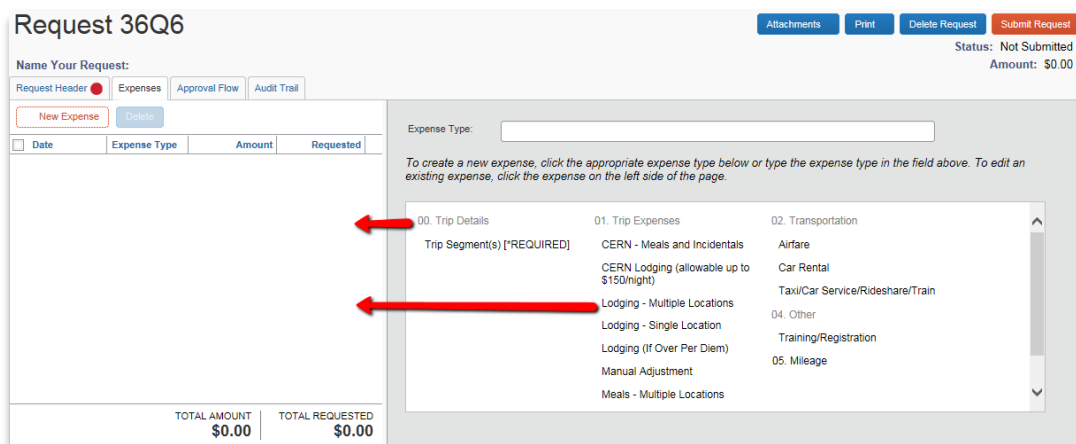 Request 36Q6
Attachments Print Delete Request Submit Request
Status: Not Submitted
Name Your Request:
Amount: $0.00
Request Header Expenses Approval Flow Audit Trail
New Expense Delete
Date Expense Type Amount Requested
Expense Type:
To create a new expense, click the appropriate expense type below or type the expense type in the field above. To edit an
existing expense, click the expense on the left side of the page.
00. Trip Details
Trip Segment(s) [*REQUIRED]
01. Trip Expenses
CERN - Meals and Incidentals
CERN Lodging (allowable up to
$150/night)
Lodging - Multiple Locations
Lodging - Single Location
Lodging (If Over Per Diem)
Manual Adjustment
Meals - Multiple Locations
02. Transportation
Airfare
Car Rental
Taxi/Car Service/Rideshare/Train
04. Other
Training/Registration
05. Mileage
TOTAL AMOUNT TOTAL REQUESTED
$0.00 $0.00